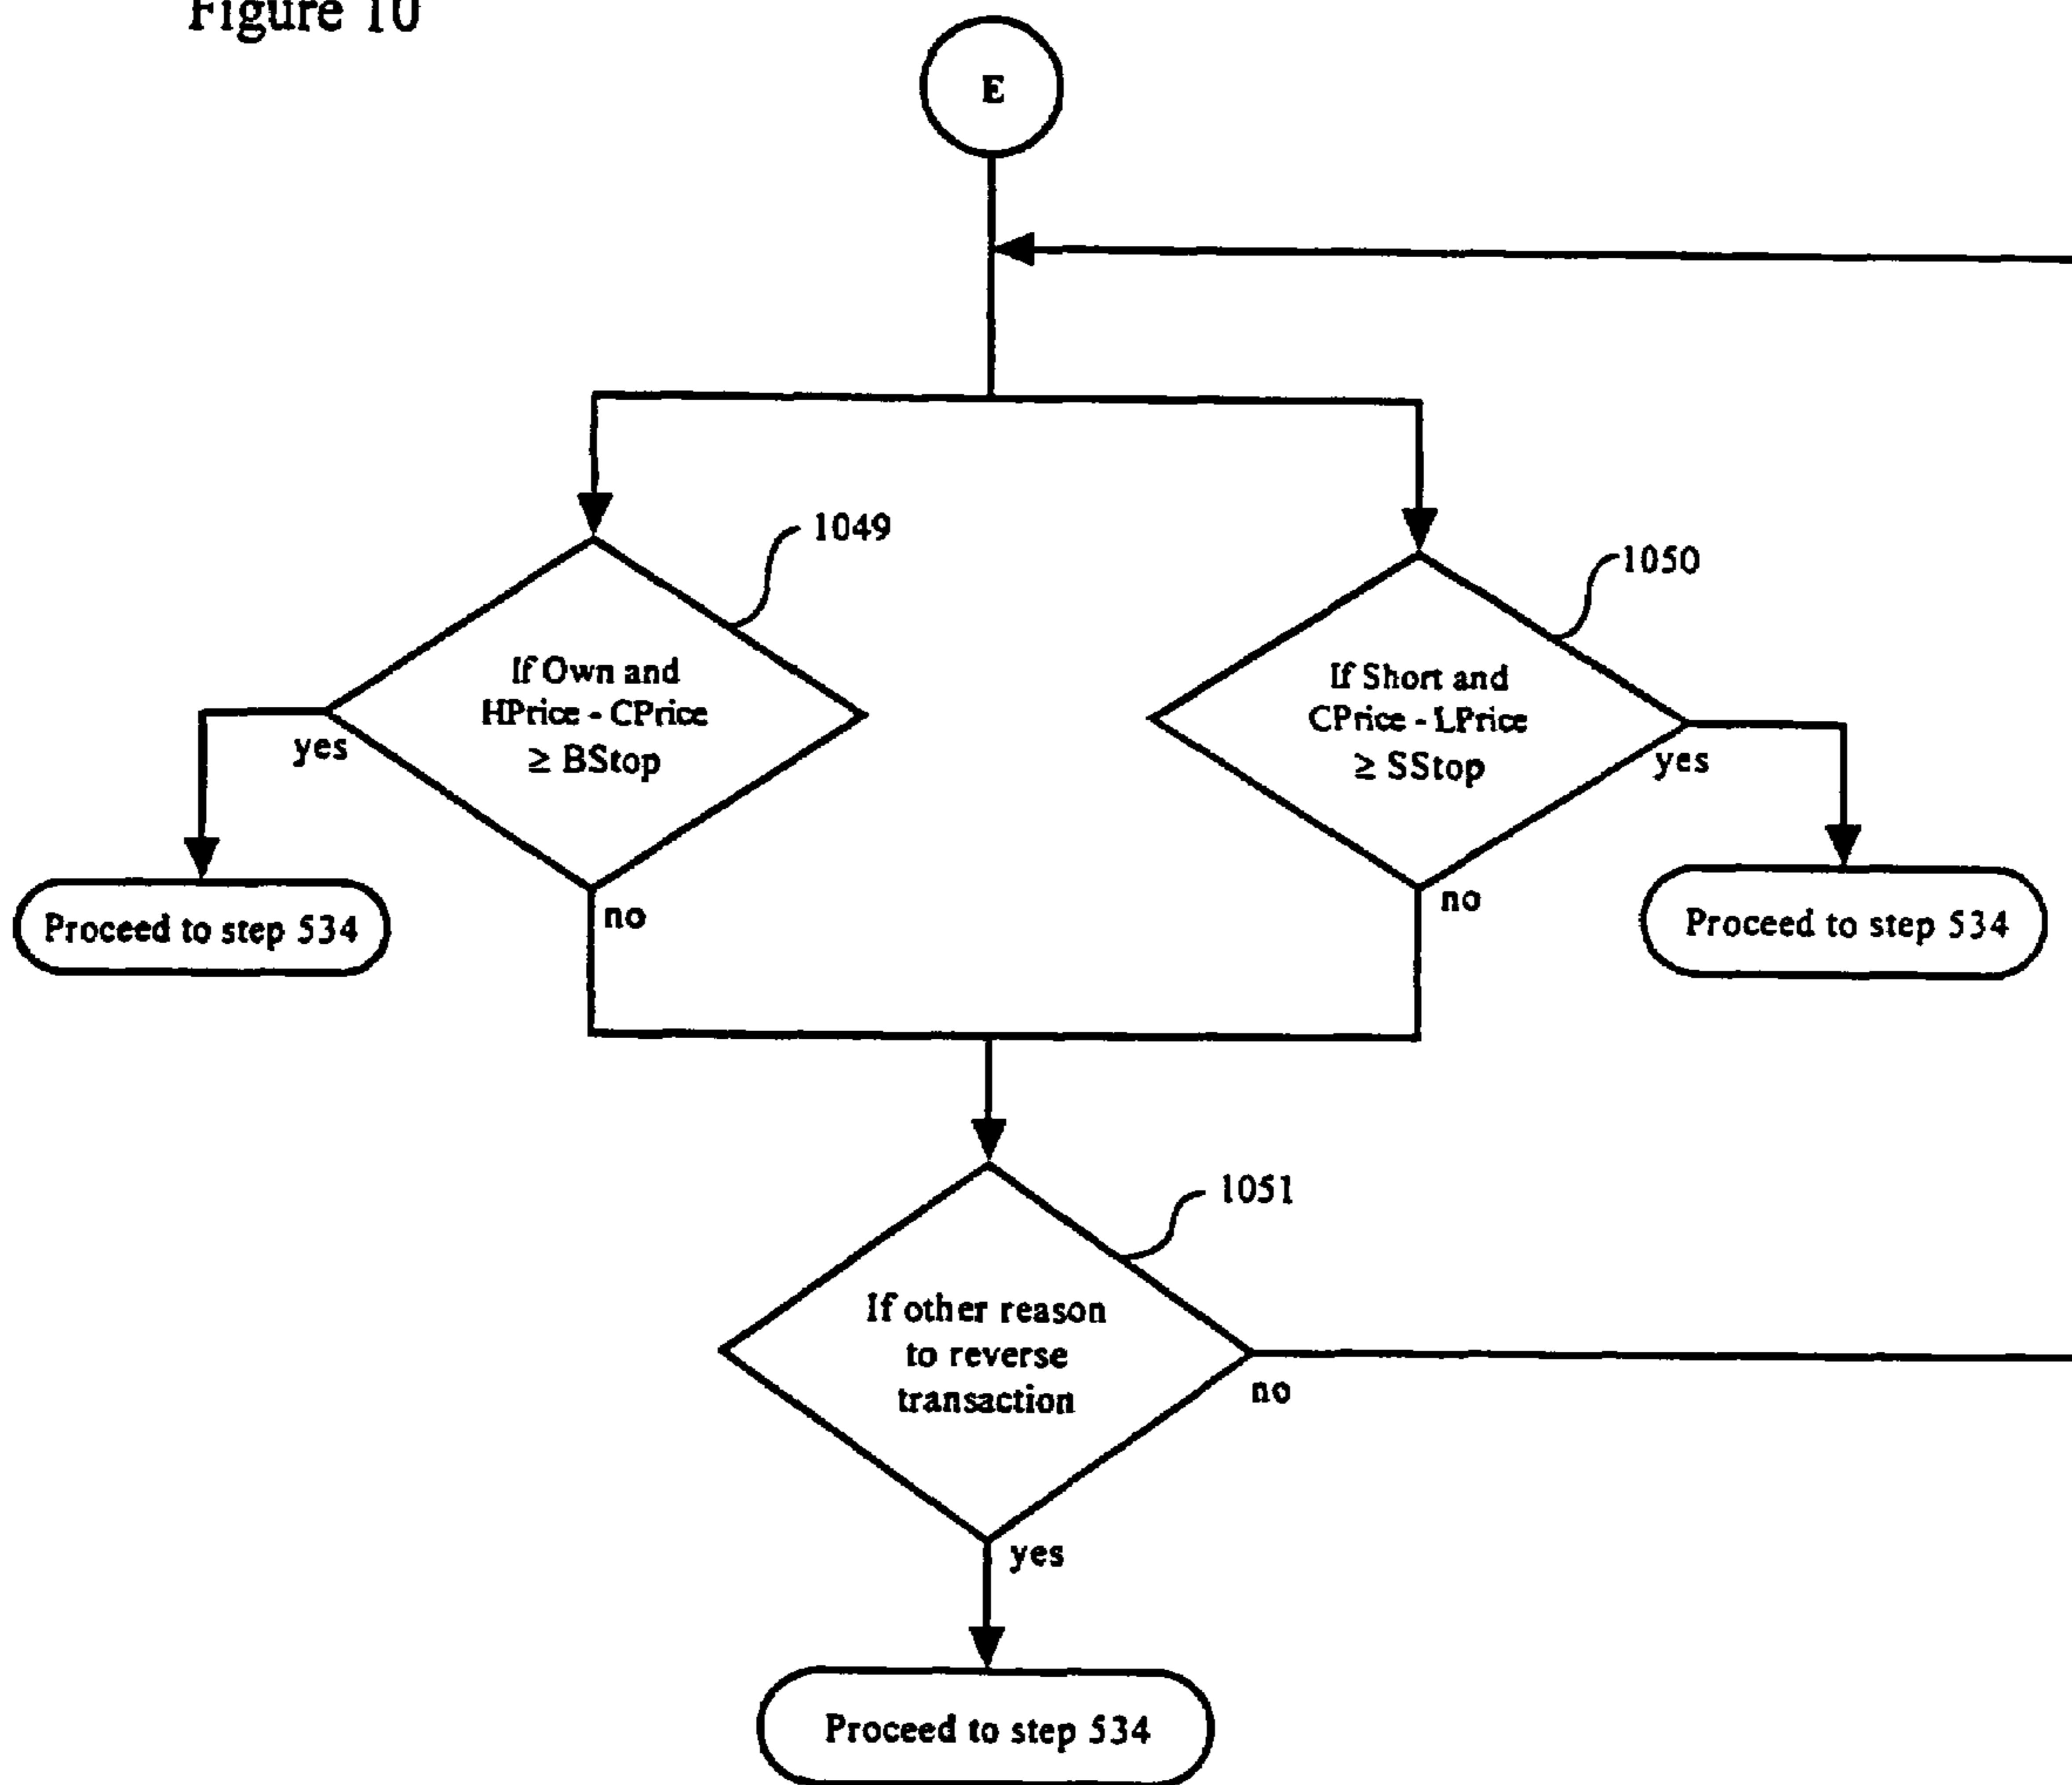 Figure 10
E
1049
If Own and
HPrice - CPrice
≥ BStop
yes
no
Proceed to step 534
1050
If Short and
CPrice - LPrice
≥ SStop
yes
no
Proceed to step 534
1051
If other reason
to reverse
transaction
no
yes
Proceed to step 534